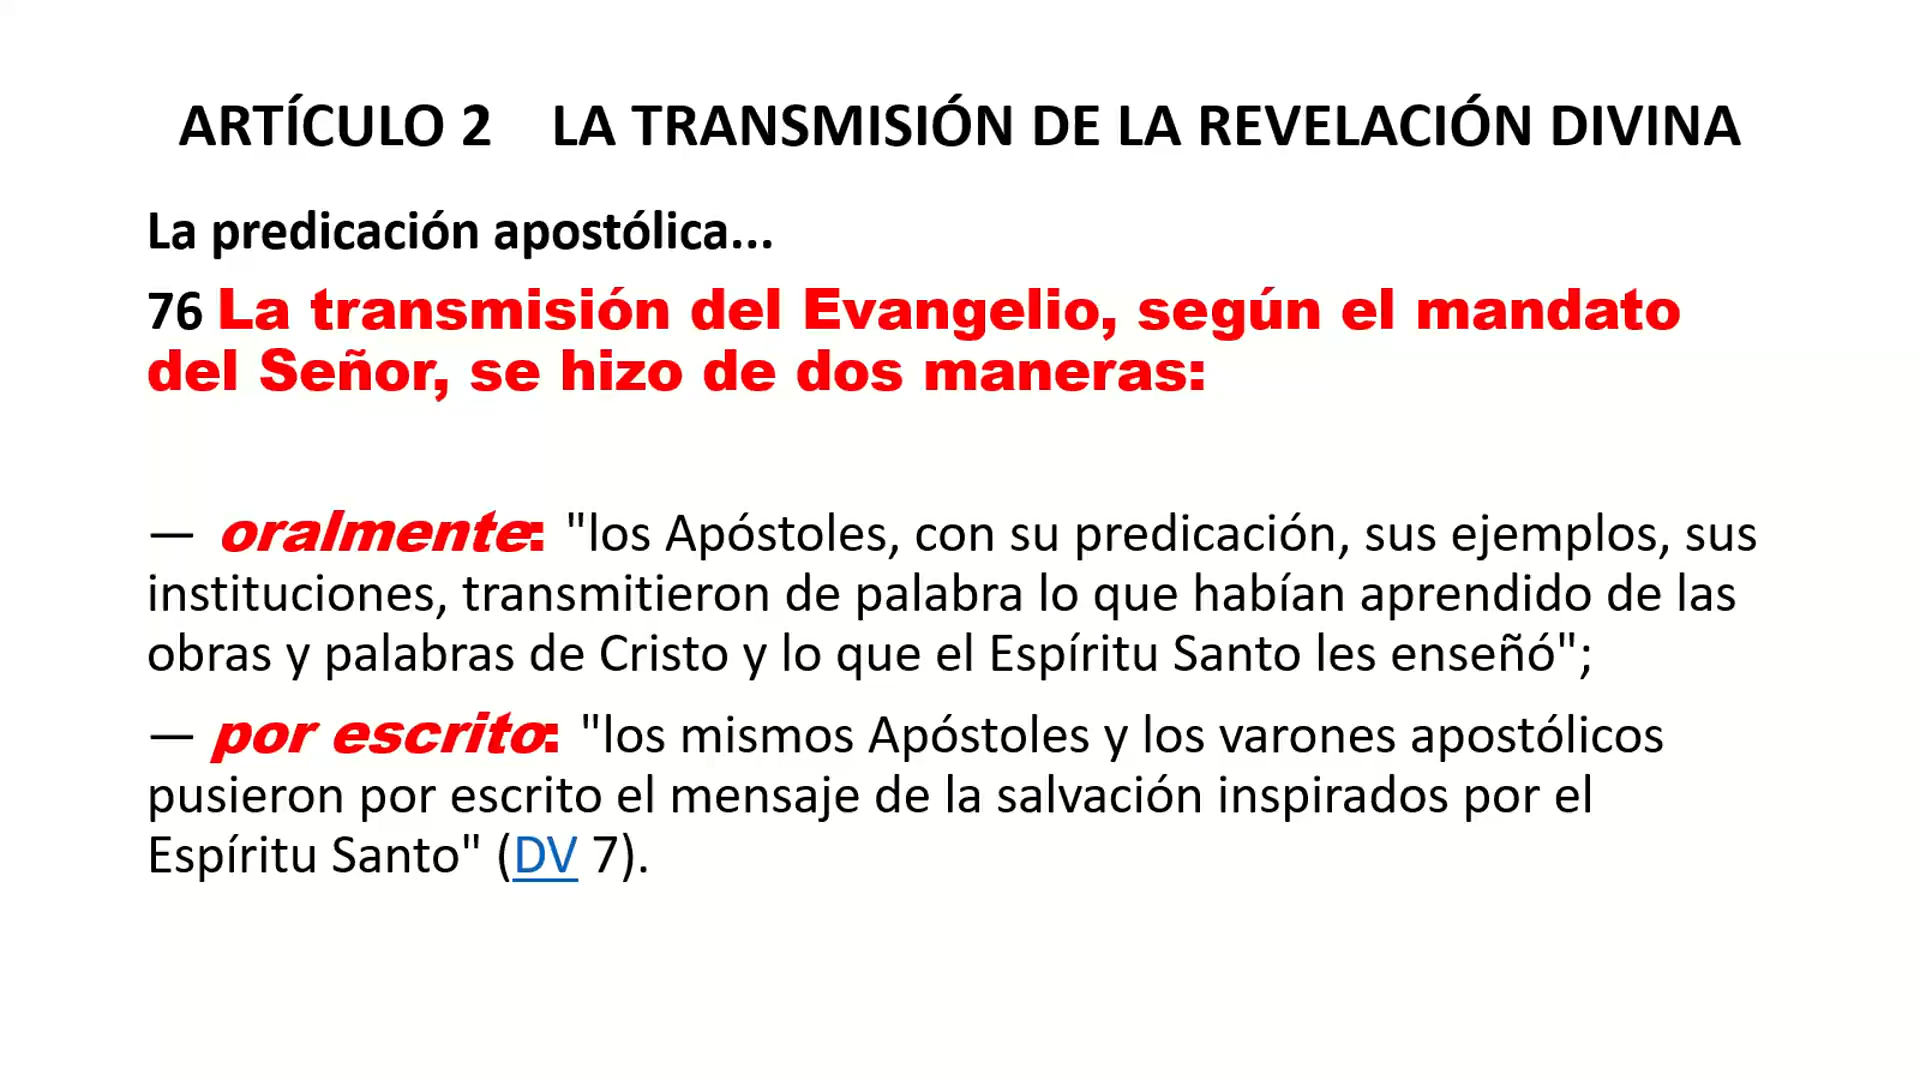 ARTÍCULO 2 LA TRANSMISIÓN DE LA REVELACIÓN DIVINA
La predicación apostólica...
76 La transmisión del Evangelio, según el mandato
del Señor, se hizo de dos maneras:
— oralmente: "los Apóstoles, con su predicación, sus ejemplos, sus
instituciones, transmitieron de palabra lo que habían aprendido de las
obras y palabras de Cristo y lo que el Espíritu Santo les enseñó";
— por escrito: "los mismos Apóstoles y los varones apostólicos
pusieron por escrito el mensaje de la salvación inspirados por el
Espíritu Santo" (DV 7).